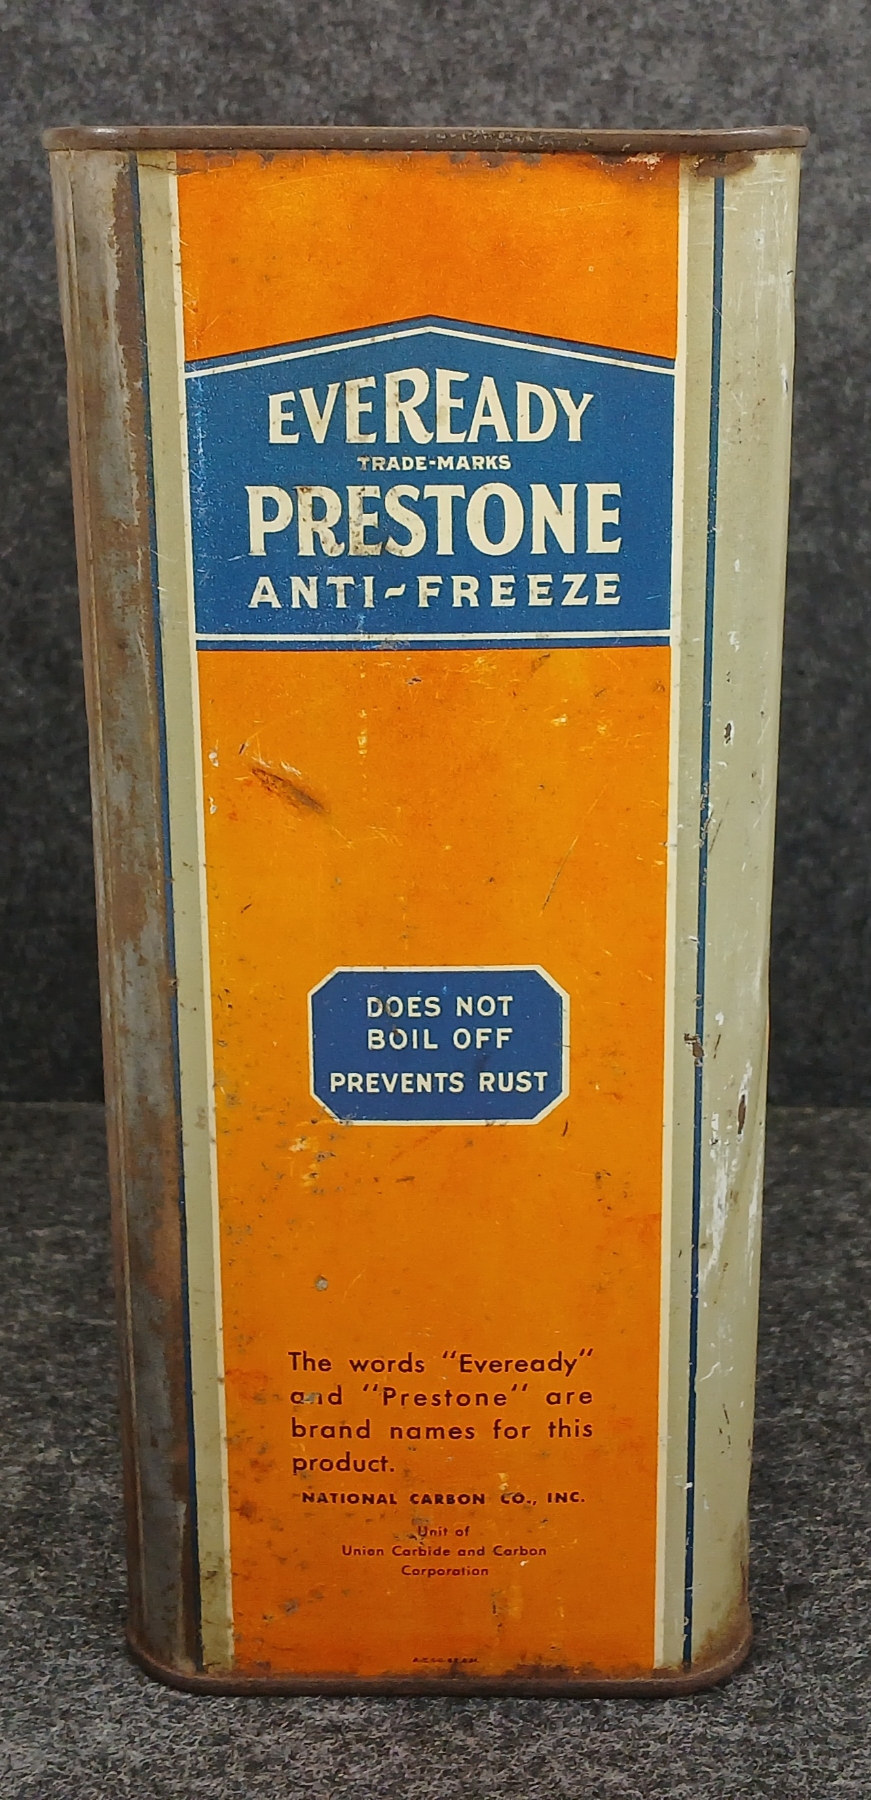 EVEREADY
TRADE-MARKS
PRESTONE
ANTI~FREEZE
DOES NOT
BOIL OFF
PREVENTS RUST
The words "Eveready"
and "Prestone" are
brand names for this
product.
NATIONAL CARBON CO., INC.
Unit of
Union Carbide and Carbon
Corporation